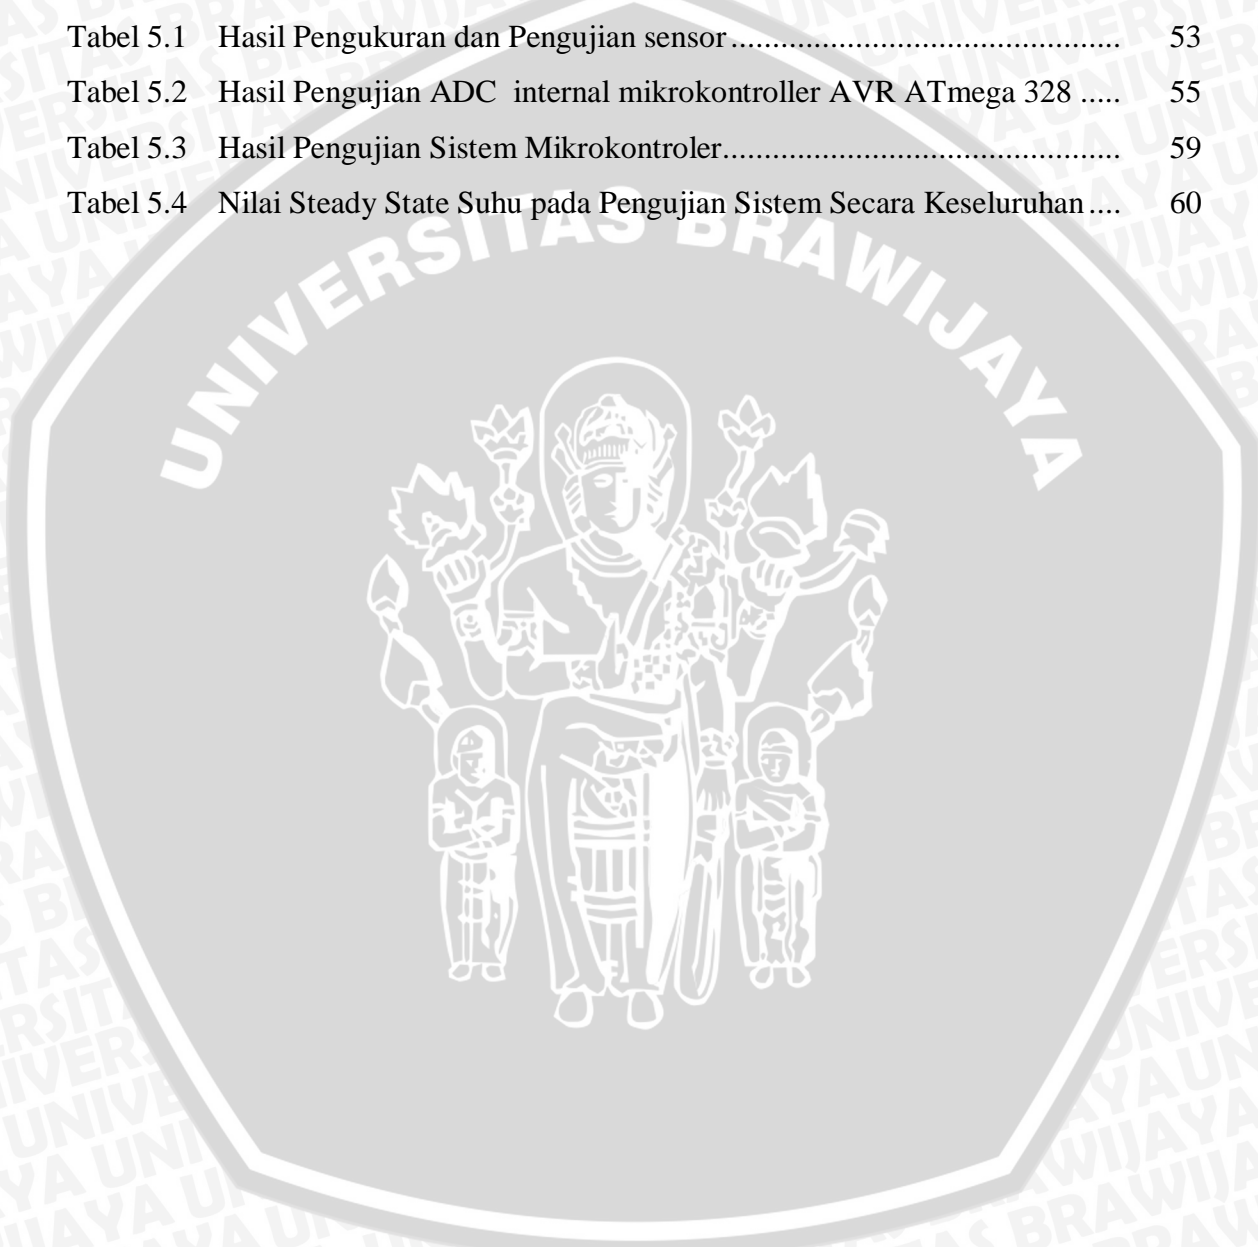 Tabel 5.1 Hasil Pengukuran dan Pengujian sensor ............................................... 53
Tabel 5.2 Hasil Pengujian ADC internal mikrokontroller AVR ATmega 328 ..... 55
Tabel 5.3 Hasil Pengujian Sistem Mikrokontroler................................................ 59
Tabel 5.4 Nilai Steady State Suhu pada Pengujian Sistem Secara Keseluruhan .... 60
UNIVERSITAS BRAWIJAYA